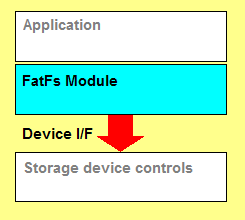 Application
FatFs Module
Device I/F
Storage device controls